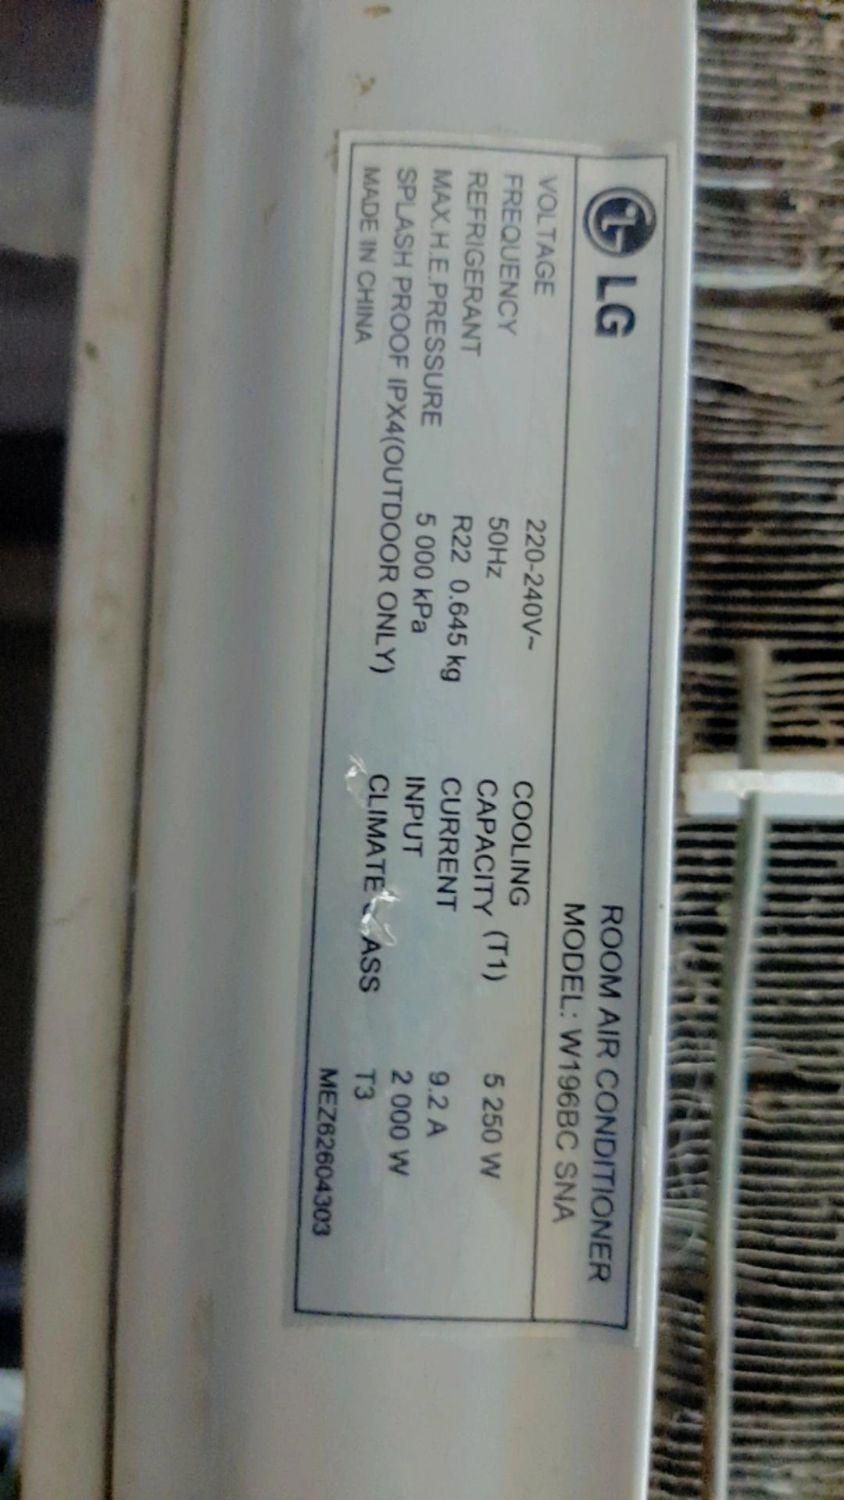 LG
ROOM AIR CONDITIONER
MODEL: W196BC SNA
VOLTAGE 220-240V~
FREQUENCY 50Hz
REFRIGERANT R22 0.645 kg
MAX.H.E.PRESSURE 5 000 kPa
SPLASH PROOF IPX4(OUTDOOR ONLY)
MADE IN CHINA
COOLING
CAPACITY (T1) 5 250 W
CURRENT 9.2 A
INPUT 2 000 W
CLIMATE ASS T3
MEZ62604303